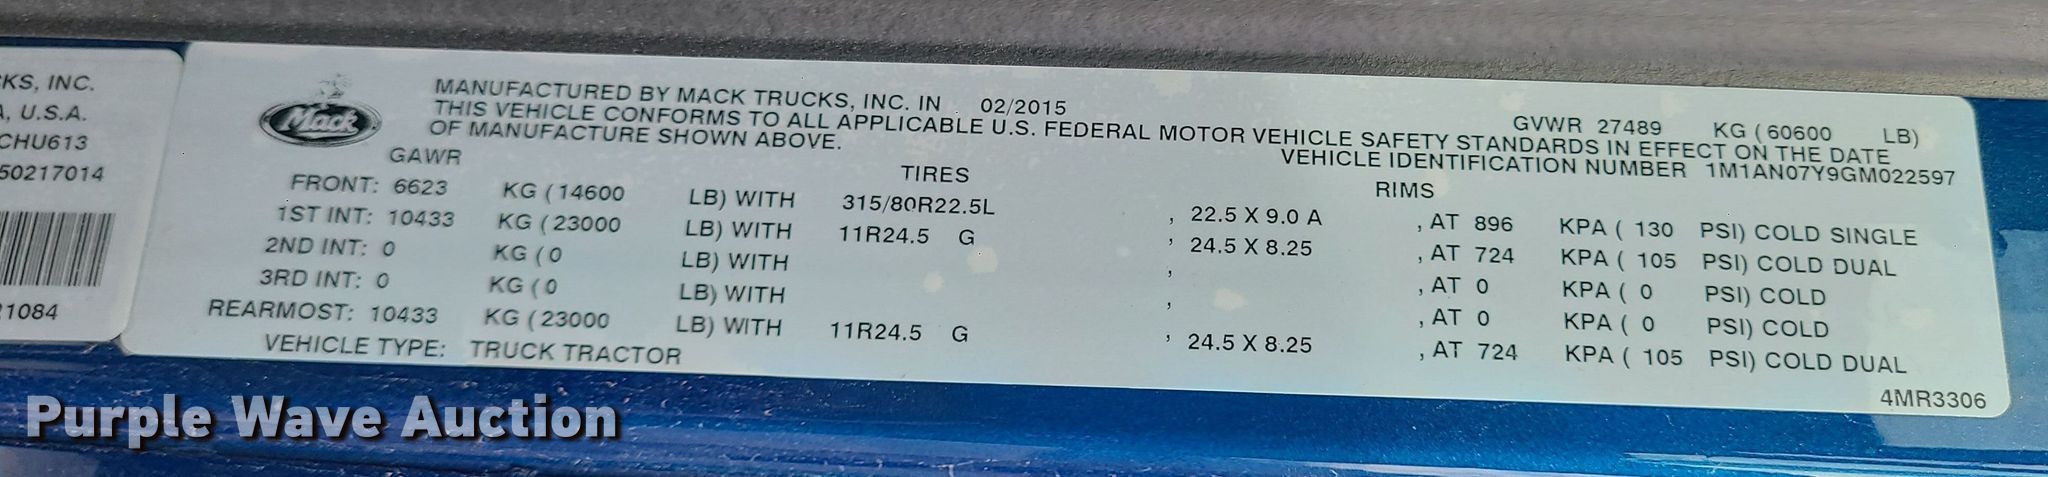 KS, INC.
A, U.S.A.
CHU613
50217014
21084
Mack
MANUFACTURED BY MACK TRUCKS, INC. IN 02/2015 GVWR 27489 KG (60600 LB)
THIS VEHICLE CONFORMS TO ALL APPLICABLE U.S. FEDERAL MOTOR VEHICLE SAFETY STANDARDS IN EFFECT ON THE DATE
OF MANUFACTURE SHOWN ABOVE. VEHICLE IDENTIFICATION NUMBER 1M1AN07Y9GM022597
GAWR TIRES RIMS
FRONT: 6623 KG (14600 LB) WITH 315/80R22.5L , 22.5 X 9.0 A , AT 896 KPA ( 130 PSI) COLD SINGLE
1ST INT: 10433 KG (23000 LB) WITH 11R24.5 G , 24.5 X 8.25 , AT 724 KPA ( 105 PSI) COLD DUAL
2ND INT: 0 KG (0 LB) WITH , , AT 0 KPA ( 0 PSI) COLD
3RD INT: 0 KG (0 LB) WITH , , AT 0 KPA ( 0 PSI) COLD
REARMOST: 10433 KG (23000 LB) WITH 11R24.5 G , 24.5 X 8.25 , AT 724 KPA ( 105 PSI) COLD DUAL
VEHICLE TYPE: TRUCK TRACTOR
4MR3306
Purple Wave Auction